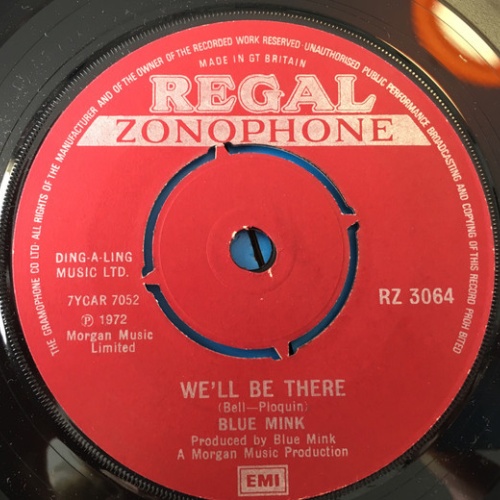 THE GRAMOPHONE CO LTD · ALL RIGHTS OF THE MANUFACTURER AND OF THE OWNER OF THE RECORDED WORK RESERVED · UNAUTHORISED PUBLIC PERFORMANCE BROADCASTING AND COPYING OF THIS RECORD PROHIBITED
MADE IN GT BRITAIN
REGAL
ZONOPHONE
DING-A-LING
MUSIC LTD.
7YCAR 7052
℗ 1972
Morgan Music
Limited
RZ 3064
WE'LL BE THERE
(Bell—Pioquin)
BLUE MINK
Produced by Blue Mink
A Morgan Music Production
EMI